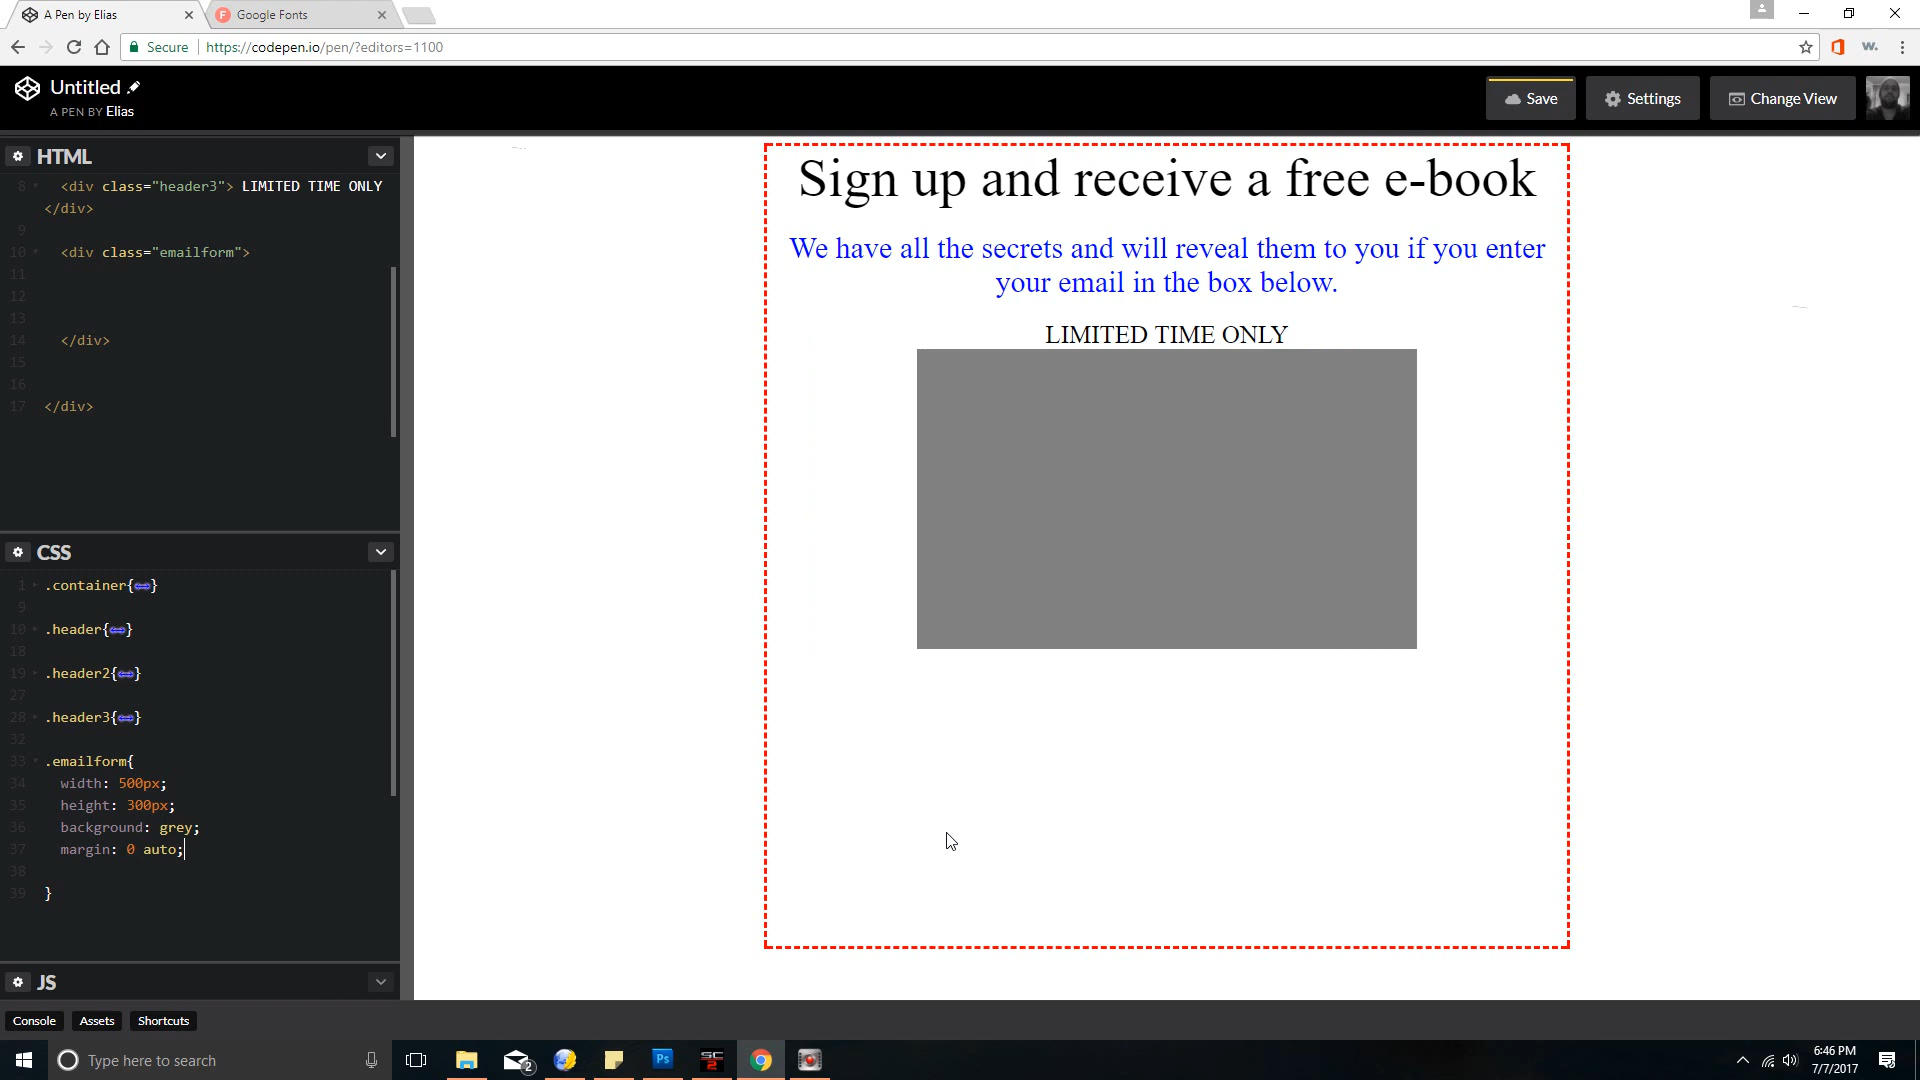 A Pen by Elias
Google Fonts
Secure https://codepen.io/pen/?editors=1100
Untitled
A PEN BY Elias
Save
Settings
Change View
HTML
8 <div class="header3"> LIMITED TIME ONLY
</div>
9
10 <div class="emailform">
11
12
13
14 </div>
15
16
17 </div>
CSS
1 .container{}
9
10 .header{}
18
19 .header2{}
27
28 .header3{}
32
33 .emailform{
34 width: 500px;
35 height: 300px;
36 background: grey;
37 margin: 0 auto;
38
39 }
JS
Sign up and receive a free e-book
We have all the secrets and will reveal them to you if you enter
your email in the box below.
LIMITED TIME ONLY
Console
Assets
Shortcuts
Type here to search
2
Ps
SC
2
6:46 PM
7/7/2017